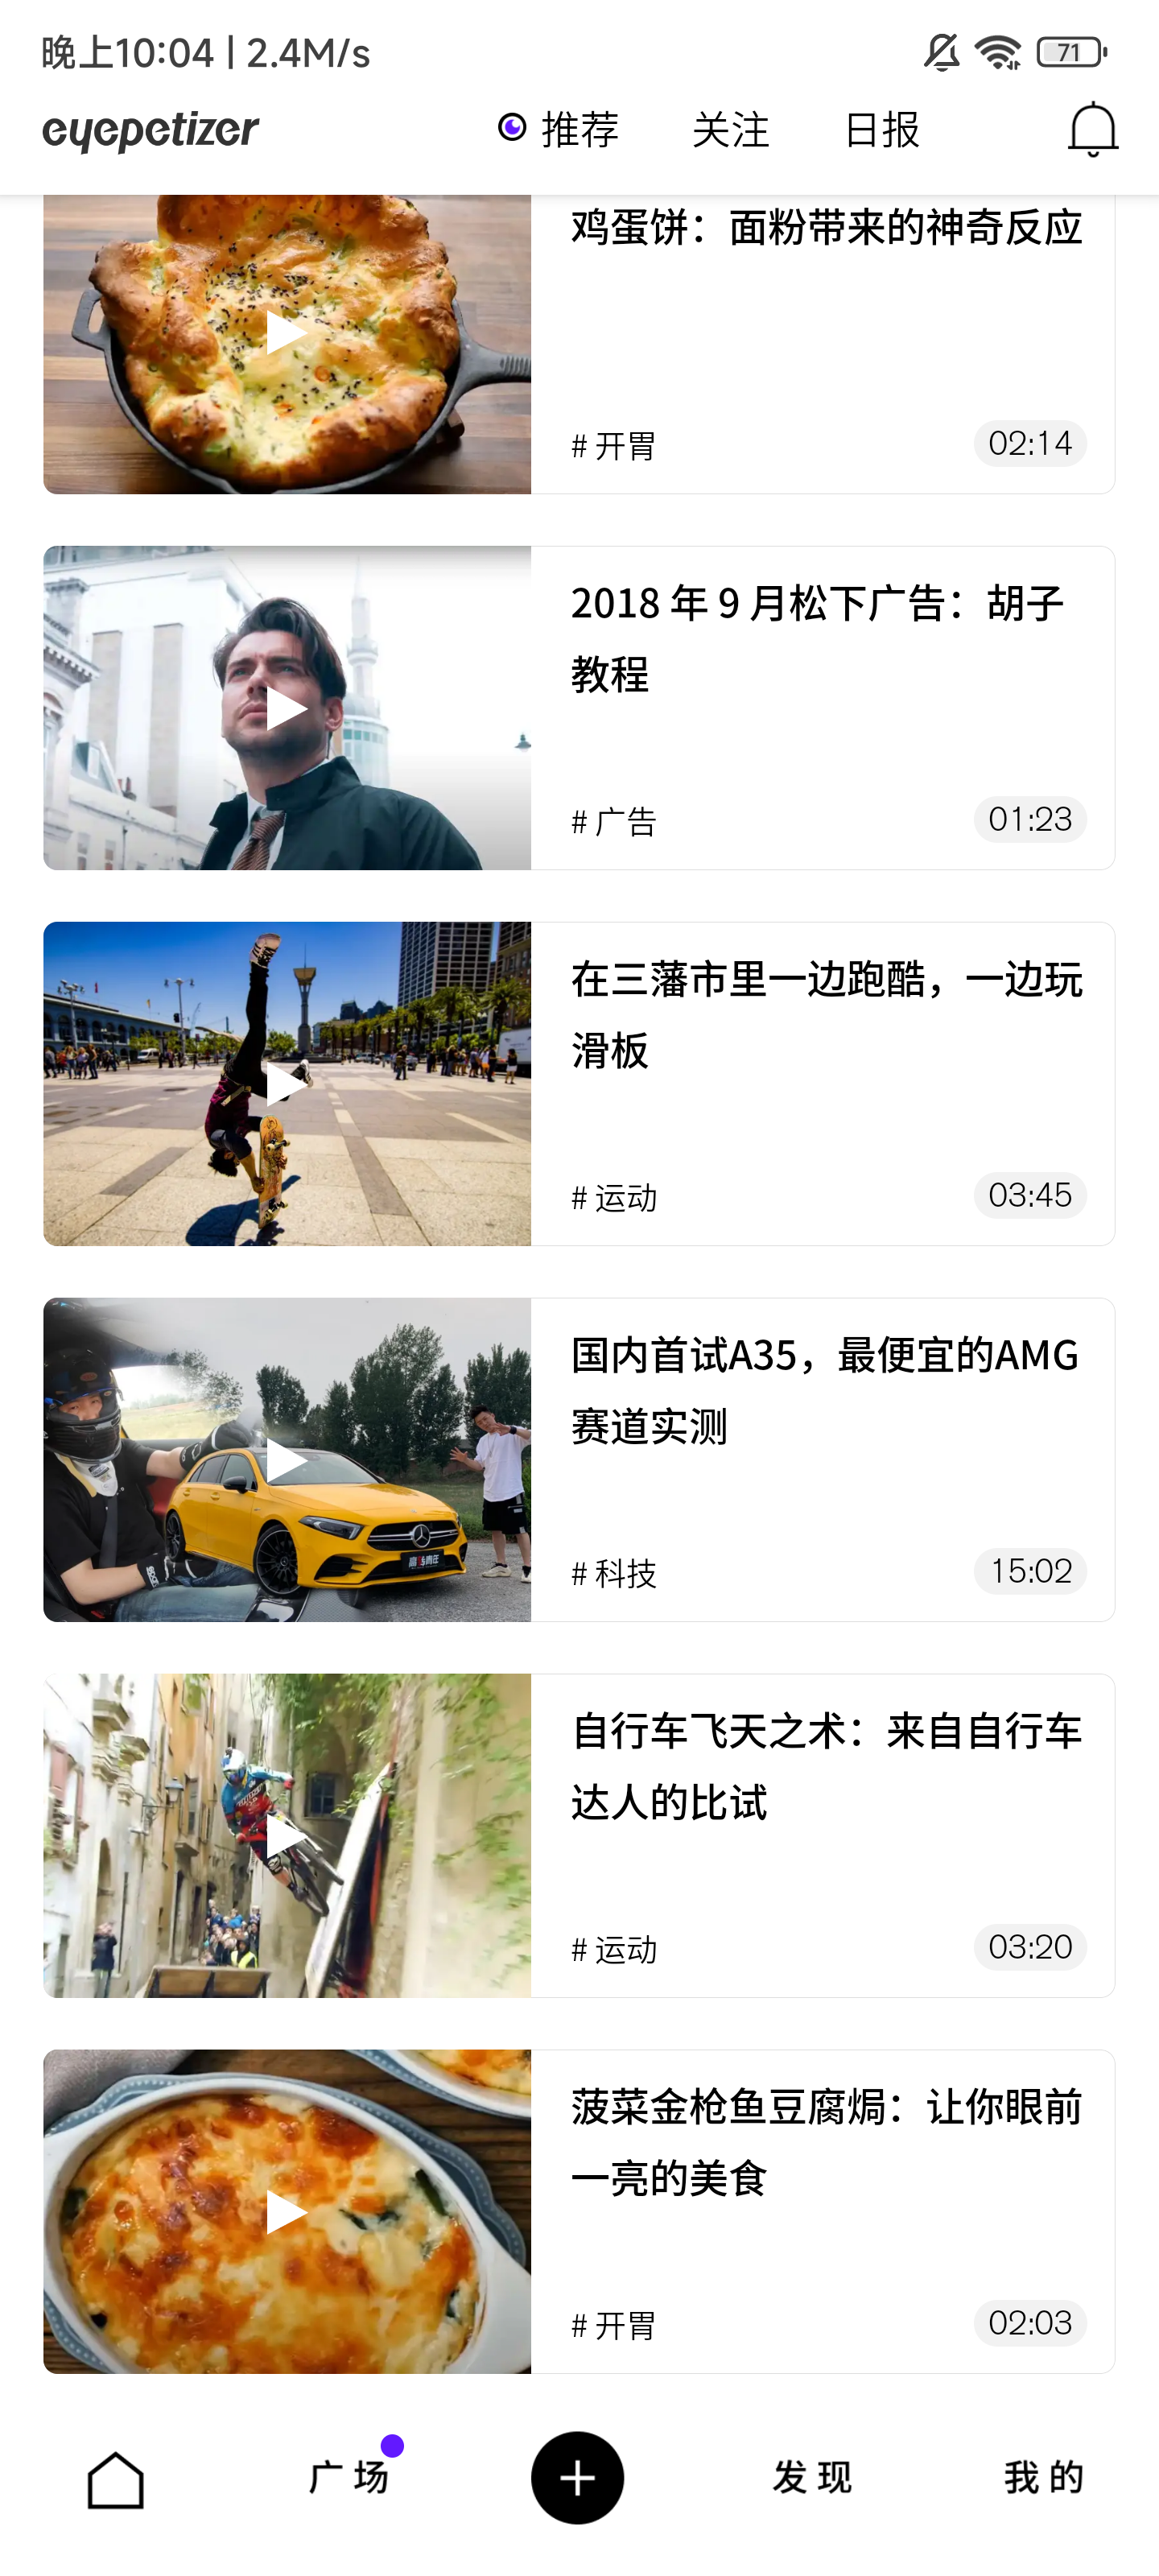 晚上10:04 | 2.4M/s
71
eyepetizer
推荐
关注
日报
鸡蛋饼：面粉带来的神奇反应
# 开胃
02:14
2018 年 9 月松下广告：胡子
教程
# 广告
01:23
在三藩市里一边跑酷，一边玩
滑板
# 运动
03:45
国内首试A35，最便宜的AMG
赛道实测
# 科技
15:02
自行车飞天之术：来自自行车
达人的比试
# 运动
03:20
菠菜金枪鱼豆腐焗：让你眼前
一亮的美食
# 开胃
02:03
广场
发现
我的